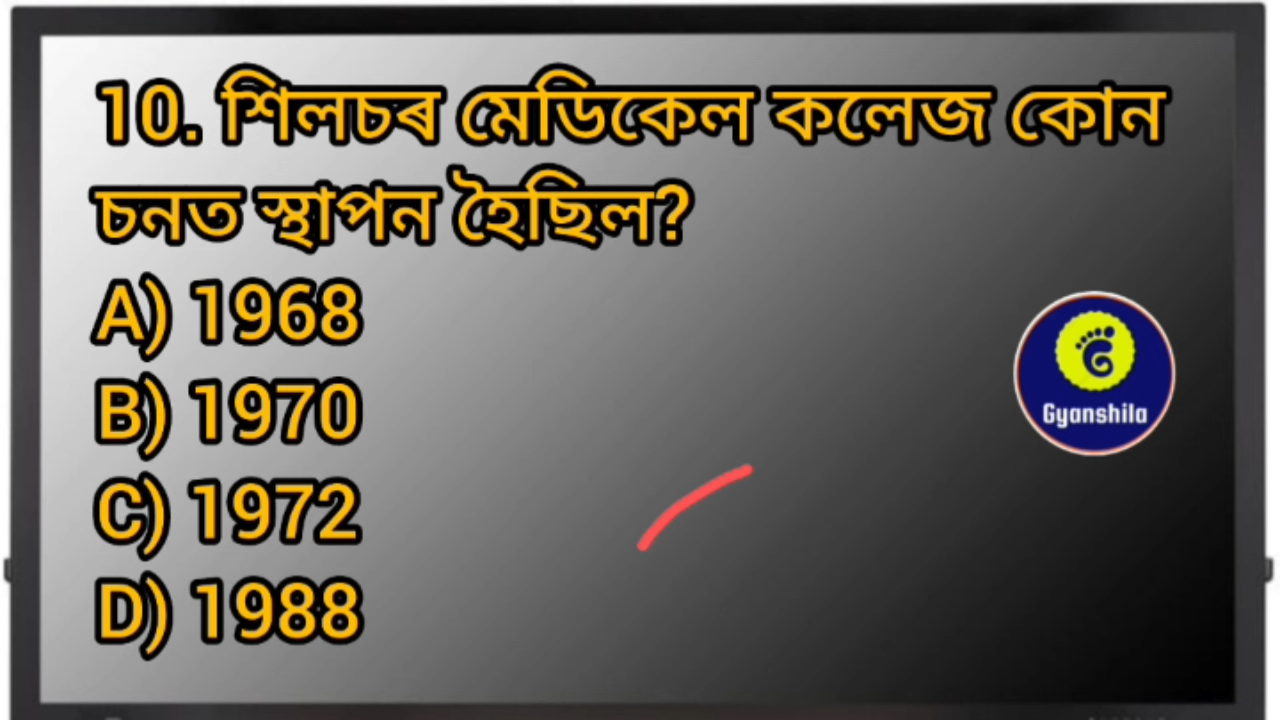 10. শিলচৰ মেডিকেল কলেজ কোন
চনত স্থাপন হৈছিল?
A) 1968
B) 1970
C) 1972
D) 1988
Gyanshila